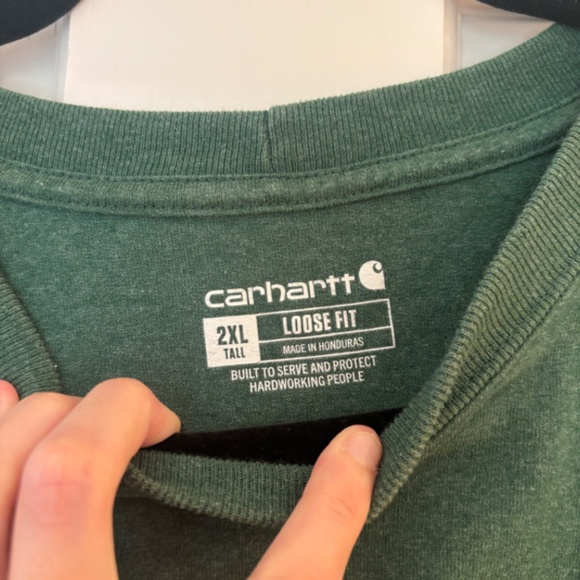 carhartt
2XL
TALL
LOOSE FIT
MADE IN HONDURAS
BUILT TO SERVE AND PROTECT
HARDWORKING PEOPLE